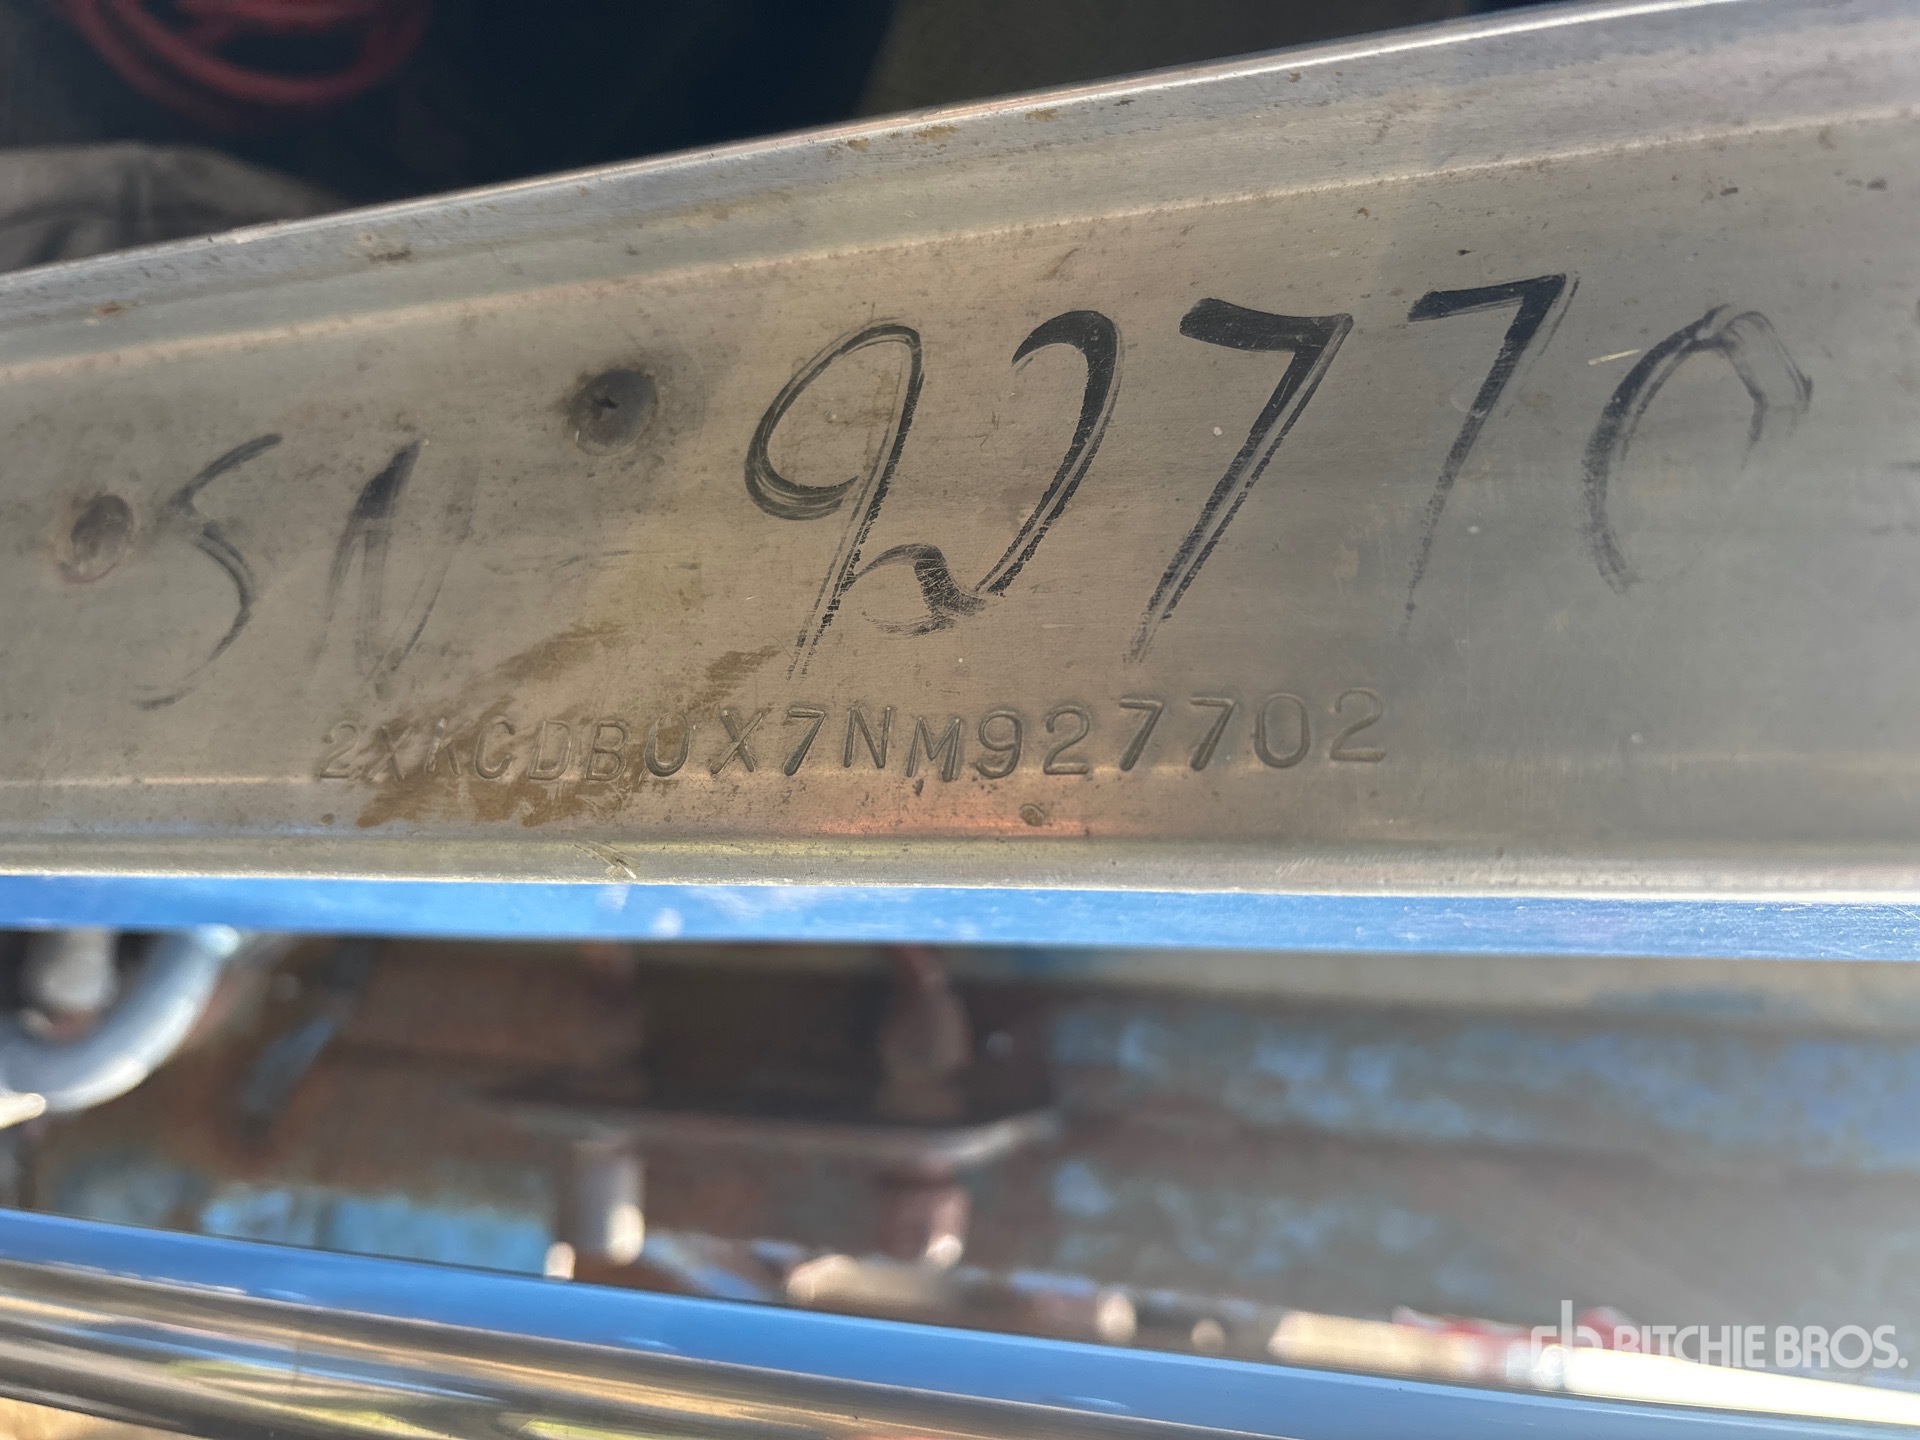 SN 92770
2XKCDB0X7NM927702
RITCHIE BROS.